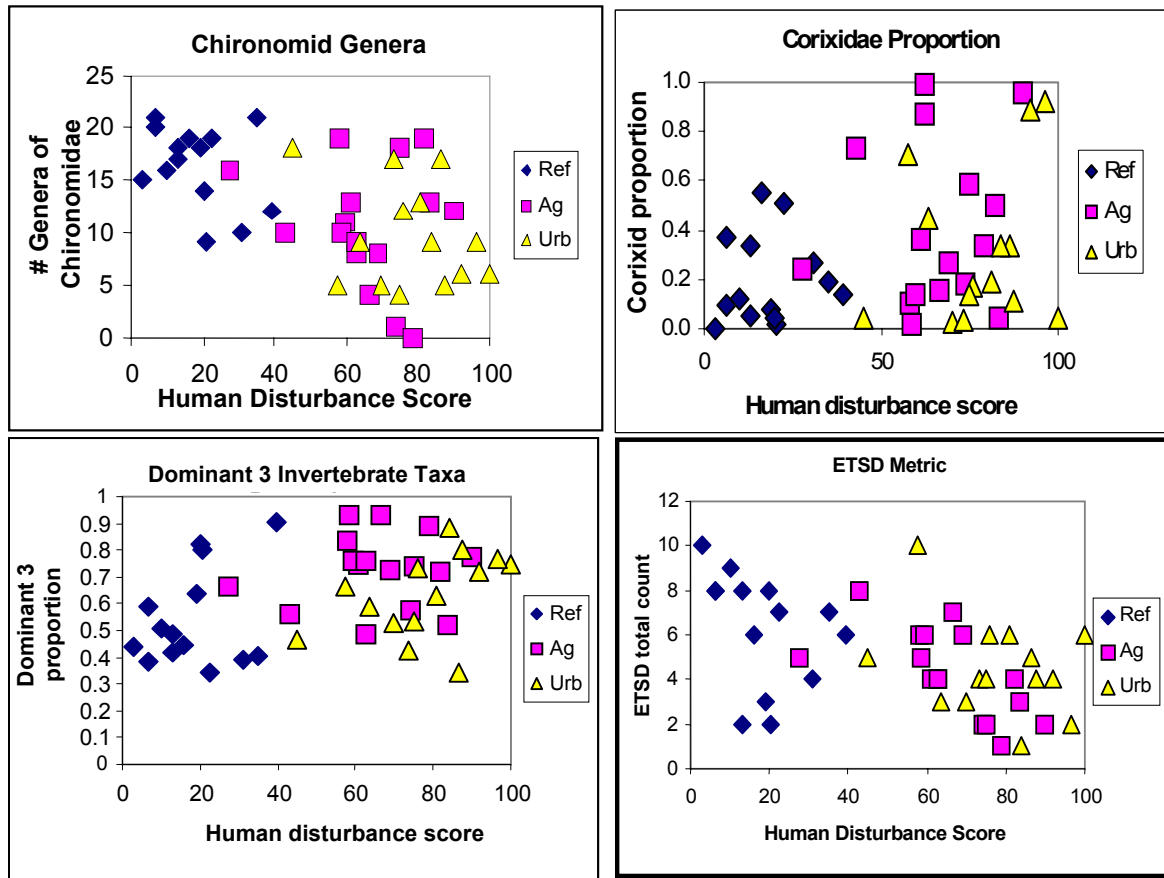 Chironomid Genera
25
20
15
10
5
0
# Genera of
Chironomidae
0 20 40 60 80 100
Human Disturbance Score
Ref
Ag
Urb
Corixidae Proportion
1.0
0.8
0.6
0.4
0.2
0.0
Corixid proportion
0 50 100
Human disturbance score
Ref
Ag
Urb
Dominant 3 Invertebrate Taxa
1
0.9
0.8
0.7
0.6
0.5
0.4
0.3
0.2
0.1
0
Dominant 3
proportion
0 20 40 60 80 100
Human disturbance score
Ref
Ag
Urb
ETSD Metric
12
10
8
6
4
2
0
ETSD total count
0 20 40 60 80 100
Human Disturbance Score
Ref
Ag
Urb